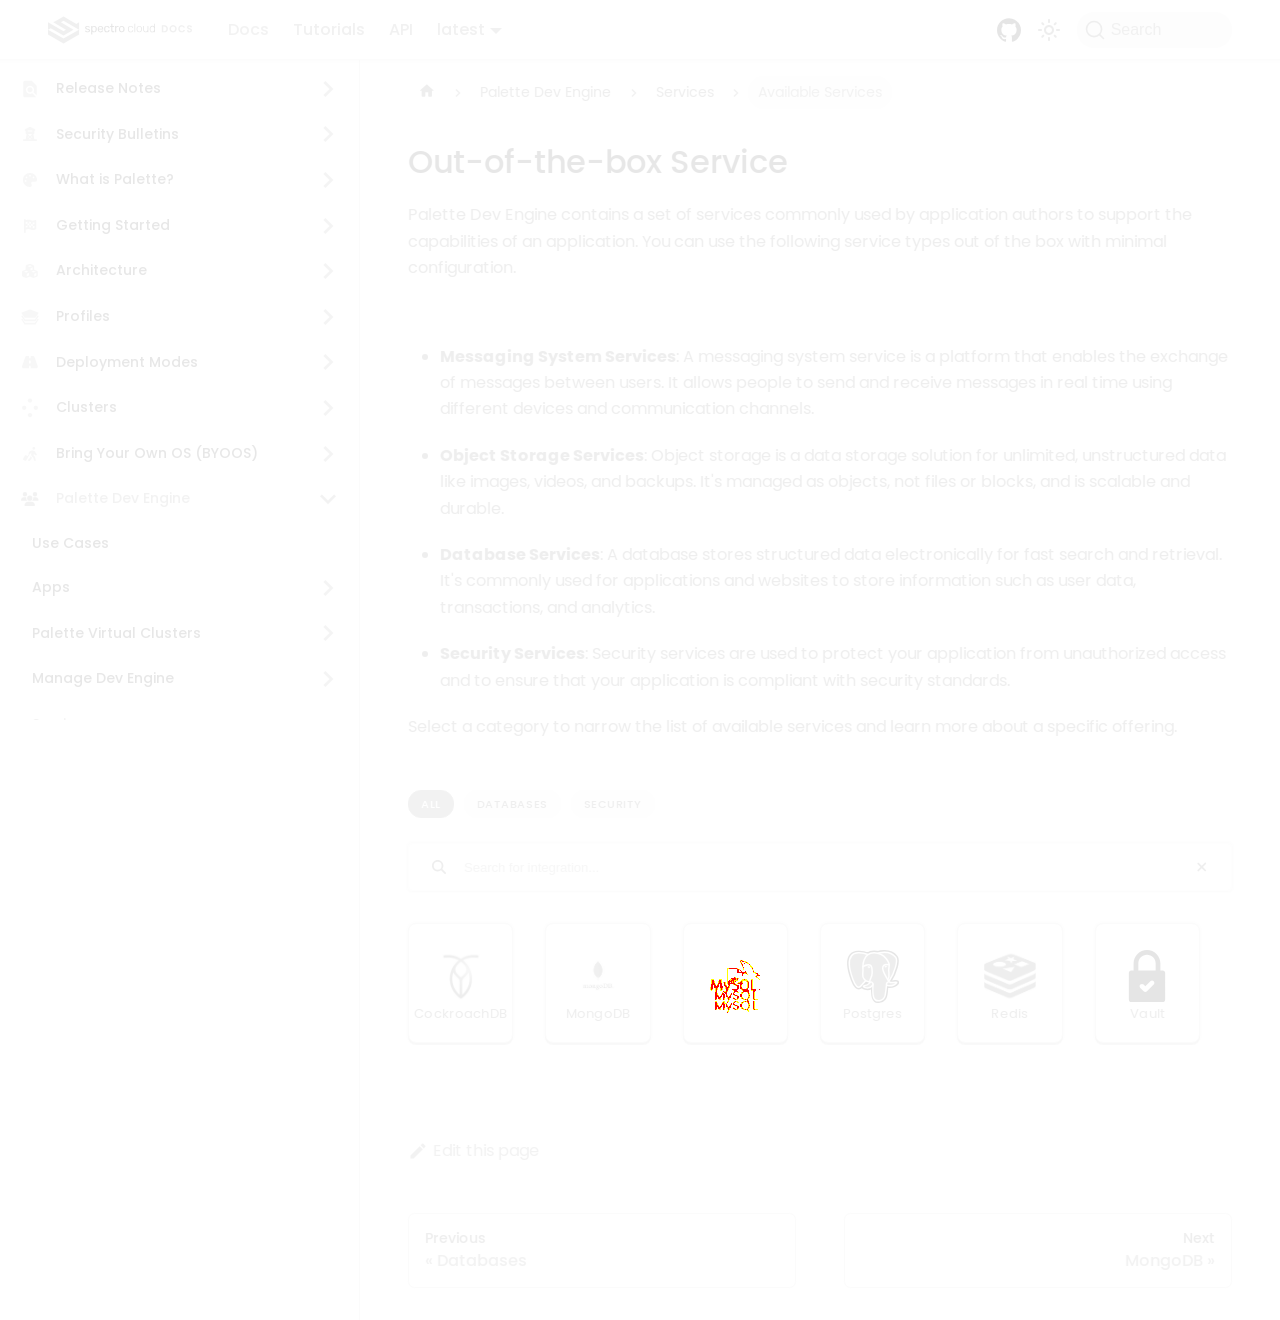 spectro cloud DOCS
Docs
Tutorials
API
latest
Search
Release Notes
Security Bulletins
What is Palette?
Getting Started
Architecture
Profiles
Deployment Modes
Clusters
Bring Your Own OS (BYOOS)
Palette Dev Engine
Use Cases
Apps
Palette Virtual Clusters
Manage Dev Engine
Palette Dev Engine
Services
Available Services
Out-of-the-box Service
Palette Dev Engine contains a set of services commonly used by application authors to support the
capabilities of an application. You can use the following service types out of the box with minimal
configuration.
Messaging System Services: A messaging system service is a platform that enables the exchange
of messages between users. It allows people to send and receive messages in real time using
different devices and communication channels.
Object Storage Services: Object storage is a data storage solution for unlimited, unstructured data
like images, videos, and backups. It's managed as objects, not files or blocks, and is scalable and
durable.
Database Services: A database stores structured data electronically for fast search and retrieval.
It's commonly used for applications and websites to store information such as user data,
transactions, and analytics.
Security Services: Security services are used to protect your application from unauthorized access
and to ensure that your application is compliant with security standards.
Select a category to narrow the list of available services and learn more about a specific offering.
ALL
DATABASES
SECURITY
Search for integration...
CockroachDB
MongoDB
MySQL
MySQL
MySQL
Postgres
Redis
Vault
Edit this page
Previous
« Databases
Next
MongoDB »